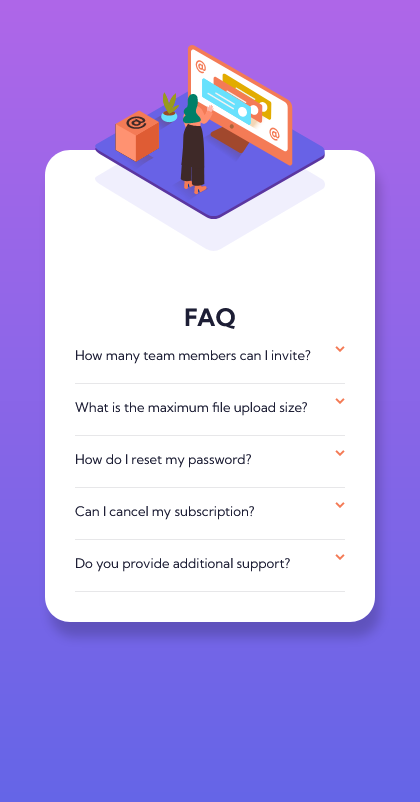 @
@
@
FAQ
How many team members can I invite?
What is the maximum file upload size?
How do I reset my password?
Can I cancel my subscription?
Do you provide additional support?